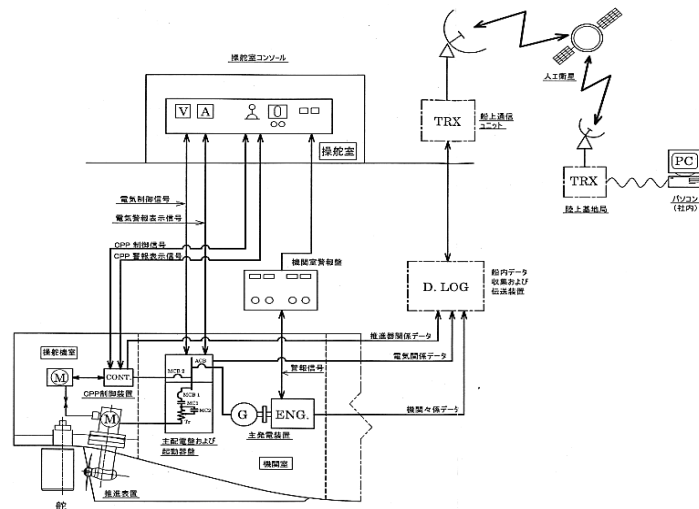 操舵室コンソール
V
A
0
操舵室
TRX
船上通信
ユニット
人工衛星
TRX
陸上基地局
PC
パソコン
(社内)
電気制御信号
電気警報表示信号
CPP 制御信号
CPP 警報表示信号
機関室警報盤
D. LOG
船内データ
収集および
伝送装置
推進器関係データ
電気関係データ
警報信号
機関々係データ
操舵機室
M
CONT.
CPP制御装置
MCB 2
ACB
MCB 1
MC1
MC2
Tr
M
G
ENG.
主発電装置
主配電盤および
起動器盤
機関室
推進装置
舵